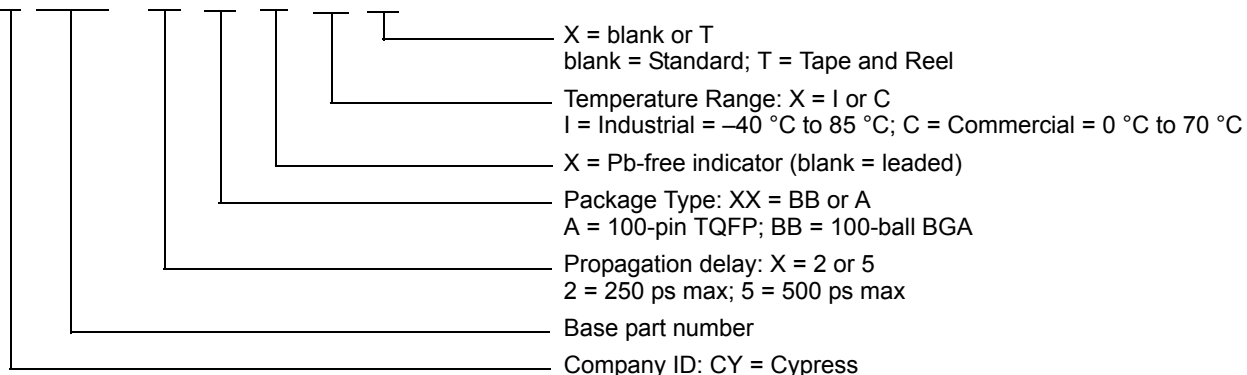 X = blank or T
blank = Standard; T = Tape and Reel
Temperature Range: X = I or C
I = Industrial = –40 °C to 85 °C; C = Commercial = 0 °C to 70 °C
X = Pb-free indicator (blank = leaded)
Package Type: XX = BB or A
A = 100-pin TQFP; BB = 100-ball BGA
Propagation delay: X = 2 or 5
2 = 250 ps max; 5 = 500 ps max
Base part number
Company ID: CY = Cypress